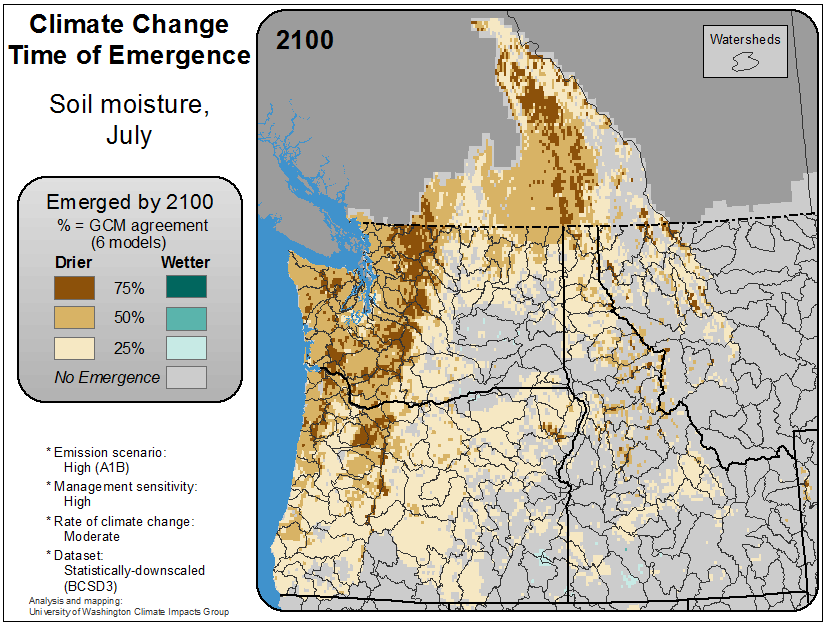 Climate Change
Time of Emergence
Soil moisture,
July
Emerged by 2100
% = GCM agreement
(6 models)
Drier
Wetter
75%
50%
25%
No Emergence
* Emission scenario:
High (A1B)
* Management sensitivity:
High
* Rate of climate change:
Moderate
* Dataset:
Statistically-downscaled
(BCSD3)
Analysis and mapping:
University of Washington Climate Impacts Group
2100
Watersheds